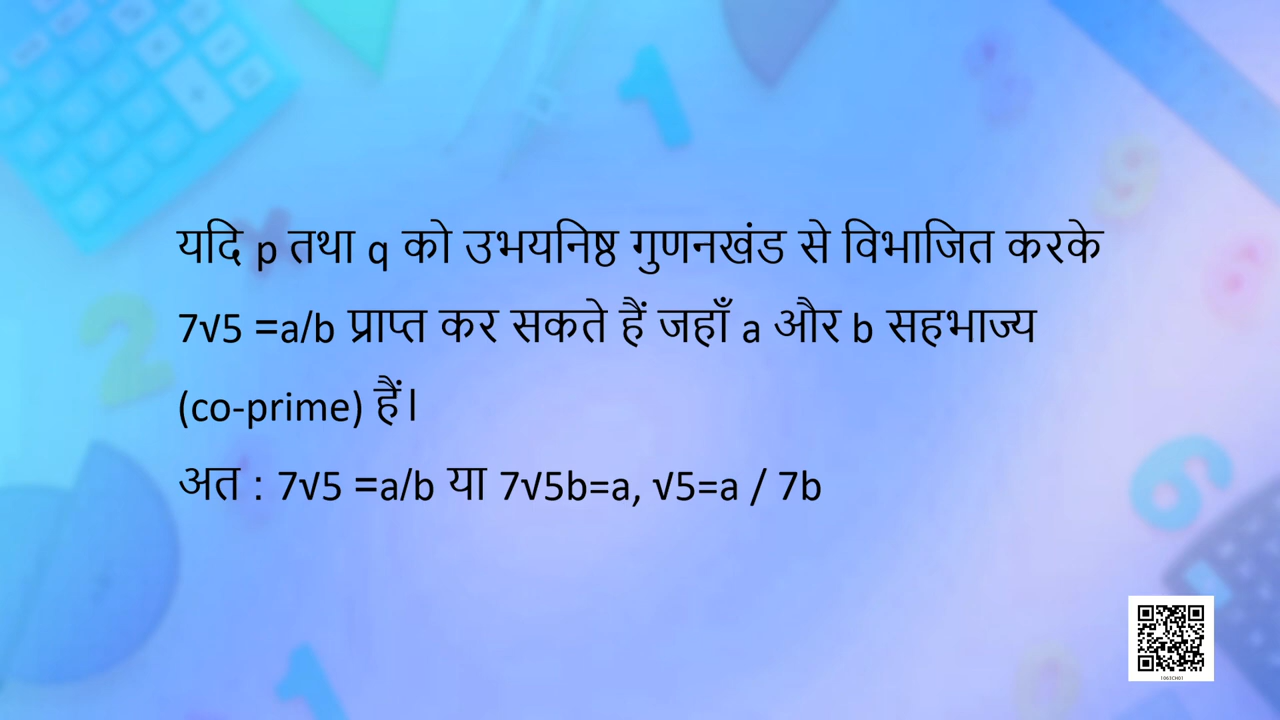 यदि p तथा q को उभयनिष्ठ गुणनखंड से विभाजित करके
7√5 =a/b प्राप्त कर सकते हैं जहाँ a और b सहभाज्य
(co-prime) हैं।
अत : 7√5 =a/b या 7√5b=a, √5=a / 7b
1063CH01